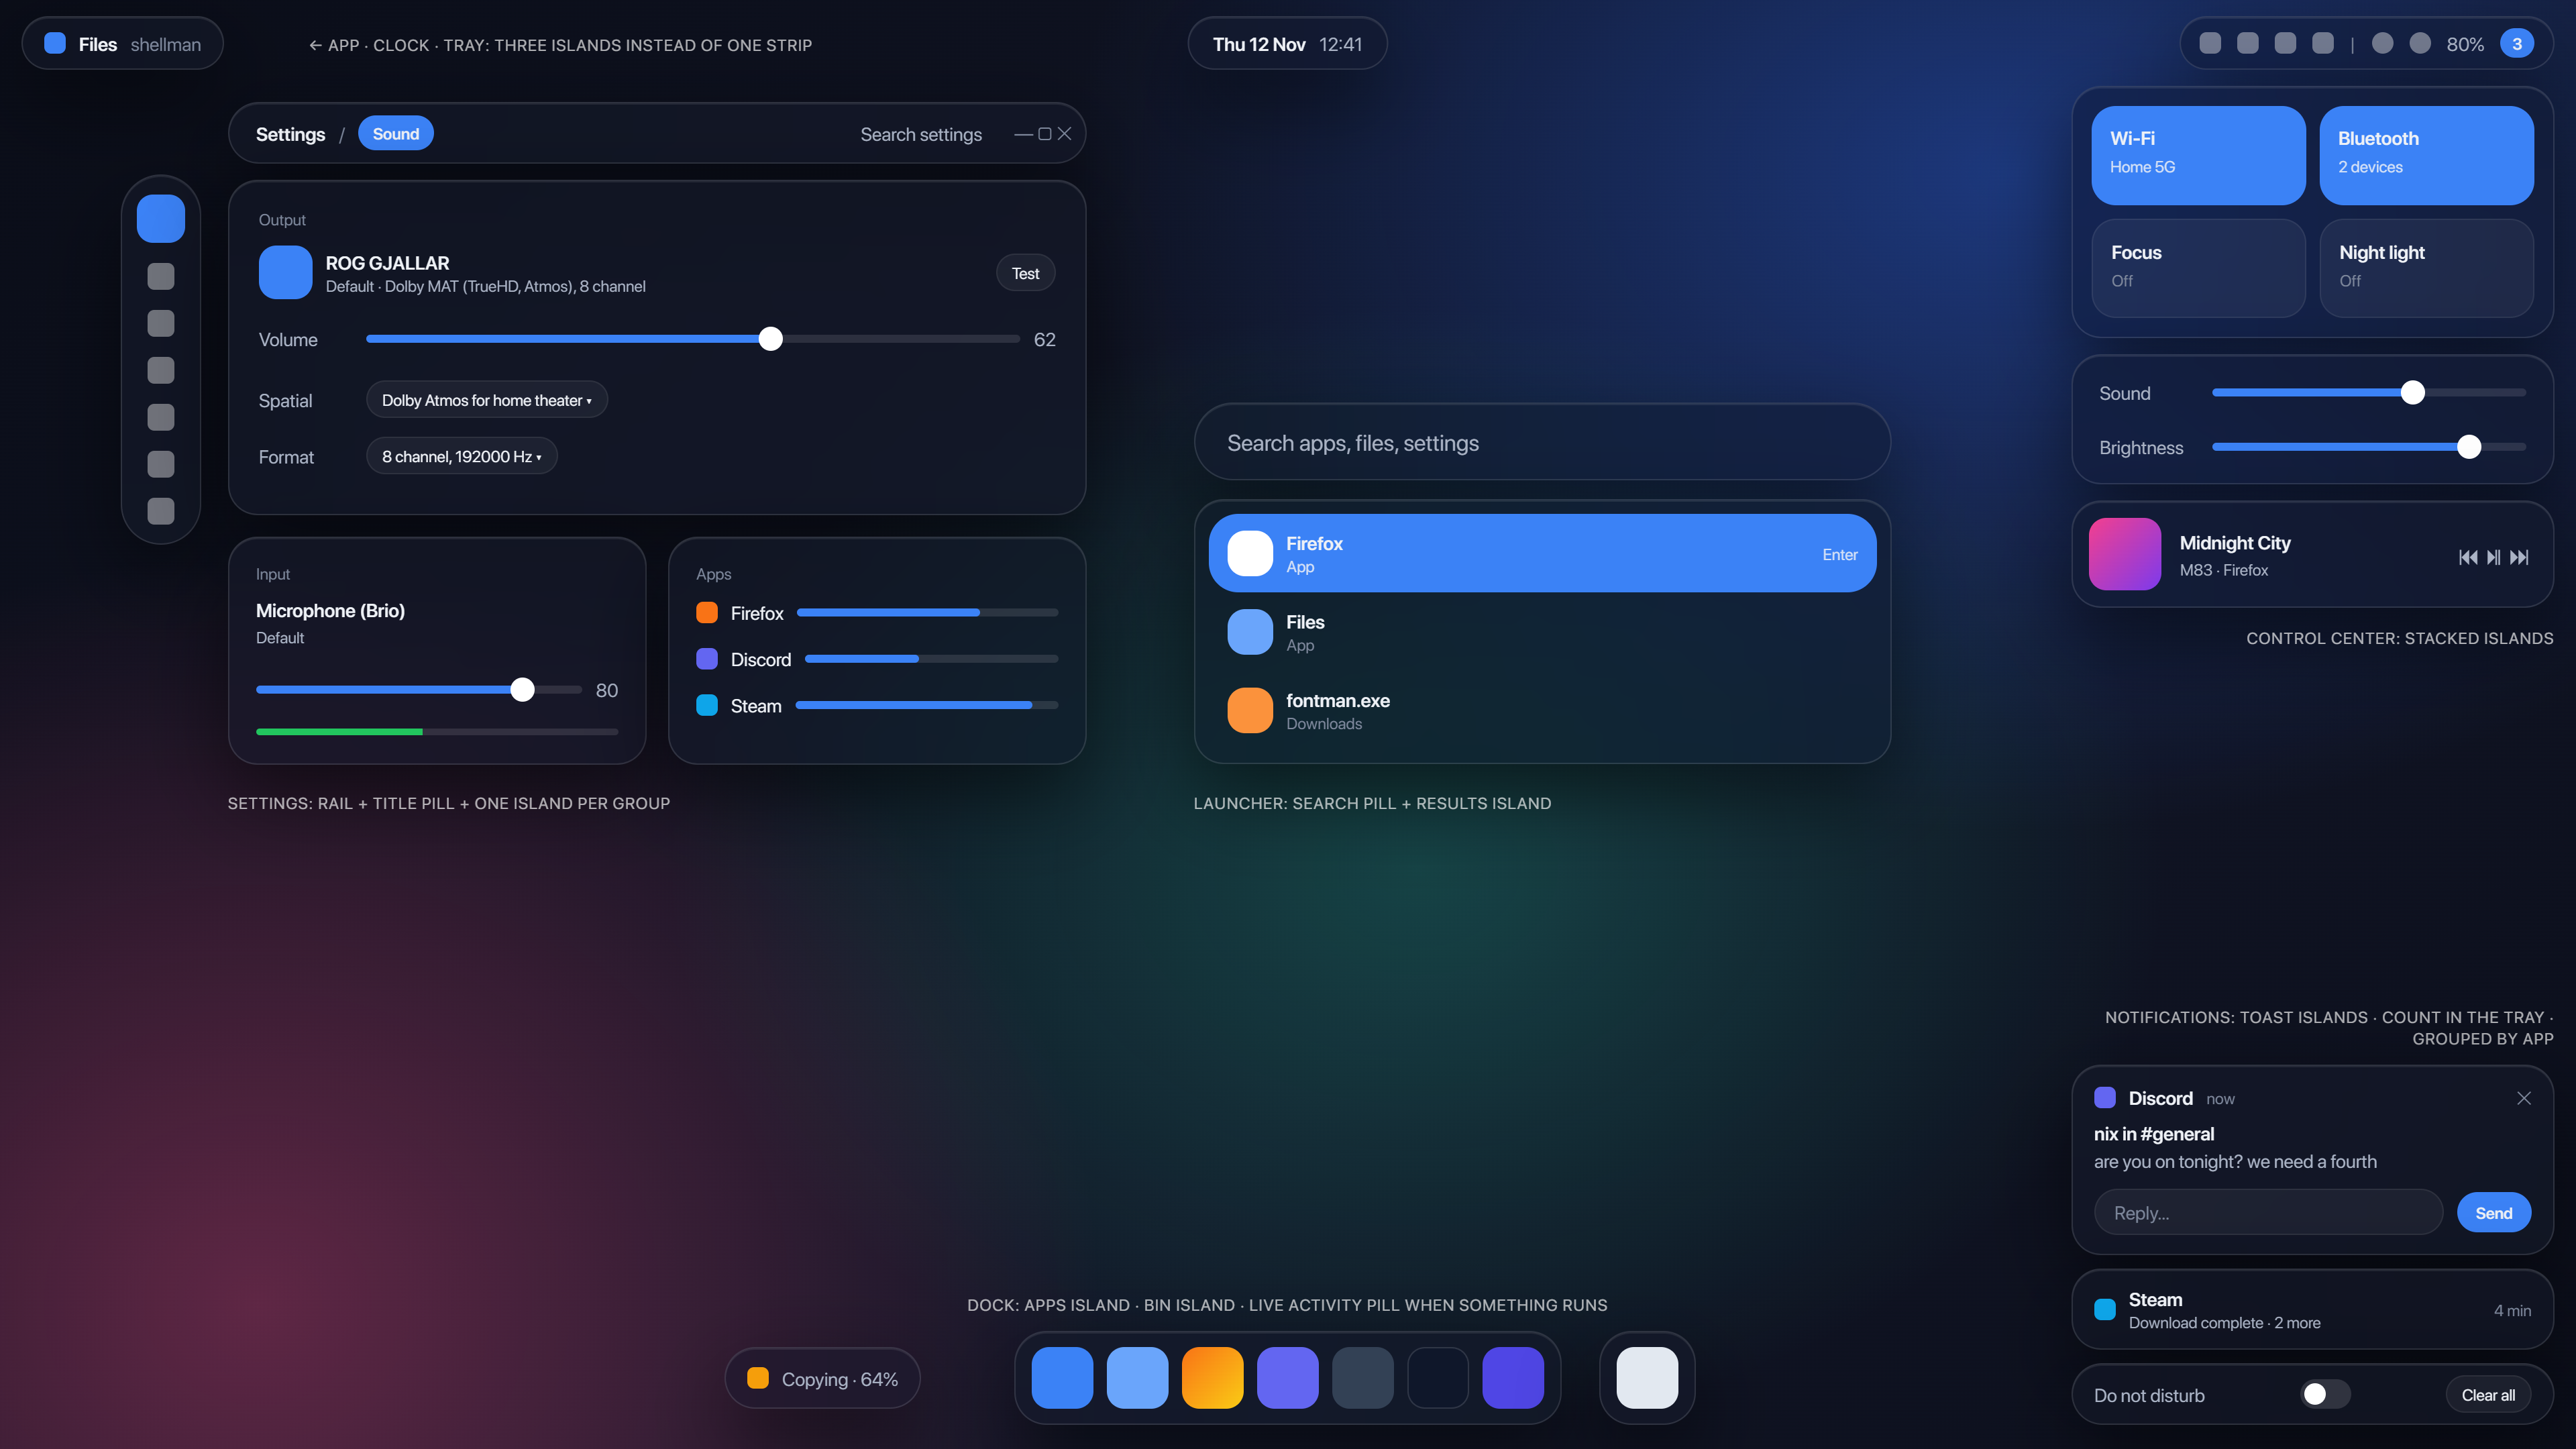 Files shellman
← APP · CLOCK · TRAY: THREE ISLANDS INSTEAD OF ONE STRIP
Thu 12 Nov 12:41
| 80% 3
Settings / Sound
Search settings
Output
ROG GJALLAR
Default · Dolby MAT (TrueHD, Atmos), 8 channel
Test
Volume 62
Spatial Dolby Atmos for home theater ▾
Format 8 channel, 192000 Hz ▾
Input
Microphone (Brio)
Default
80
Apps
Firefox
Discord
Steam
SETTINGS: RAIL + TITLE PILL + ONE ISLAND PER GROUP
Search apps, files, settings
Firefox
App
Enter
Files
App
fontman.exe
Downloads
LAUNCHER: SEARCH PILL + RESULTS ISLAND
Wi-Fi
Home 5G
Bluetooth
2 devices
Focus
Off
Night light
Off
Sound
Brightness
Midnight City
M83 · Firefox
CONTROL CENTER: STACKED ISLANDS
NOTIFICATIONS: TOAST ISLANDS · COUNT IN THE TRAY ·
GROUPED BY APP
Discord now
nix in #general
are you on tonight? we need a fourth
Reply...
Send
Steam
Download complete · 2 more
4 min
Do not disturb
Clear all
DOCK: APPS ISLAND · BIN ISLAND · LIVE ACTIVITY PILL WHEN SOMETHING RUNS
Copying · 64%